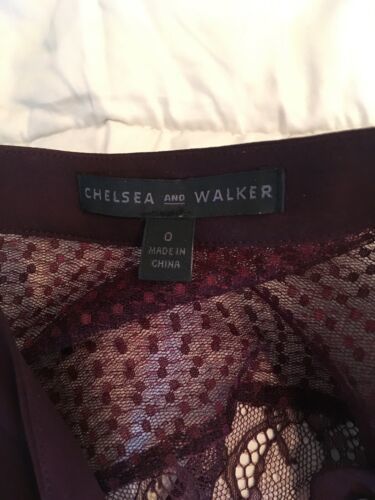 CHELSEA AND WALKER
0
MADE IN
CHINA